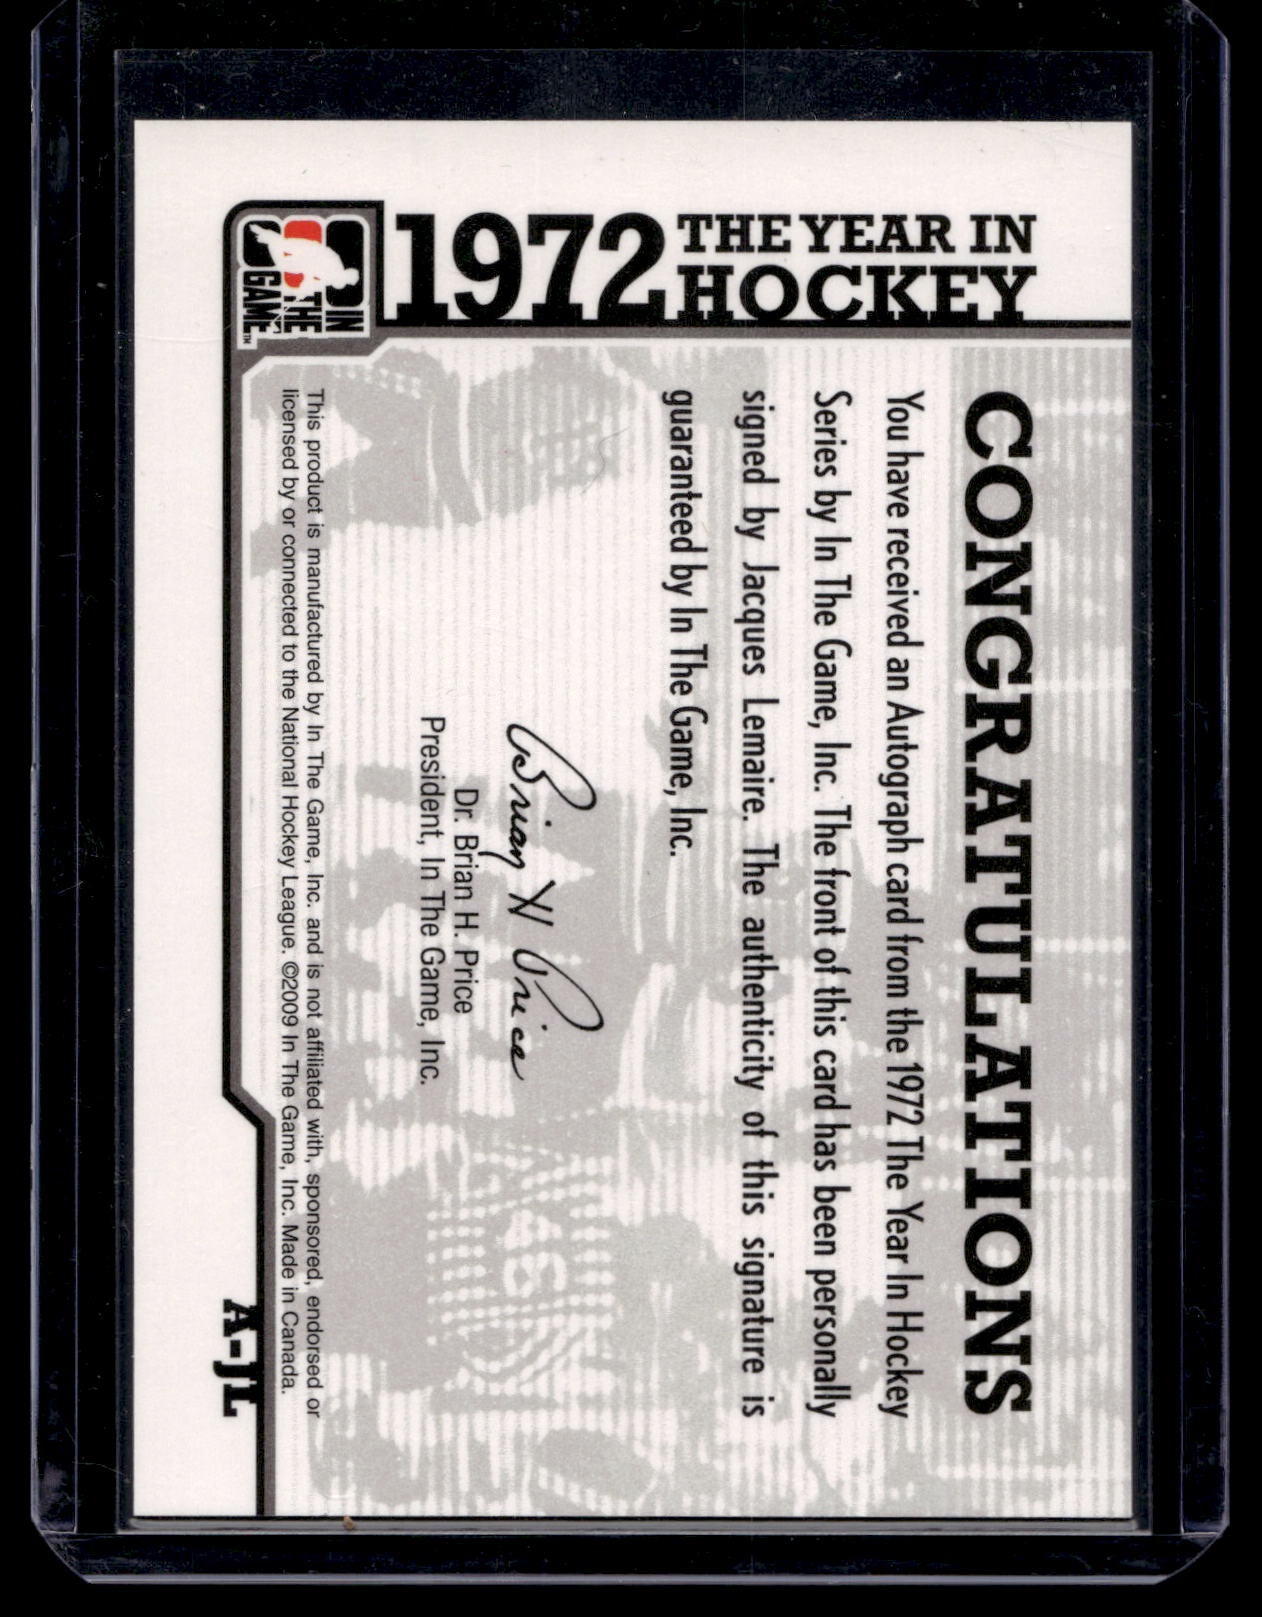 1972 THE YEAR IN
HOCKEY
IN
THE
GAME™
CONGRATULATIONS
You have received an Autograph card from the 1972 The Year In Hockey
Series by In The Game, Inc. The front of this card has been personally
signed by Jacques Lemaire. The authenticity of this signature is
guaranteed by In The Game, Inc.
Brian H Price
Dr. Brian H. Price
President, In The Game, Inc.
This product is manufactured by In The Game, Inc. and is not affiliated with, sponsored, endorsed or
licensed by or connected to the National Hockey League. ©2009 In The Game, Inc. Made in Canada.
A-JL